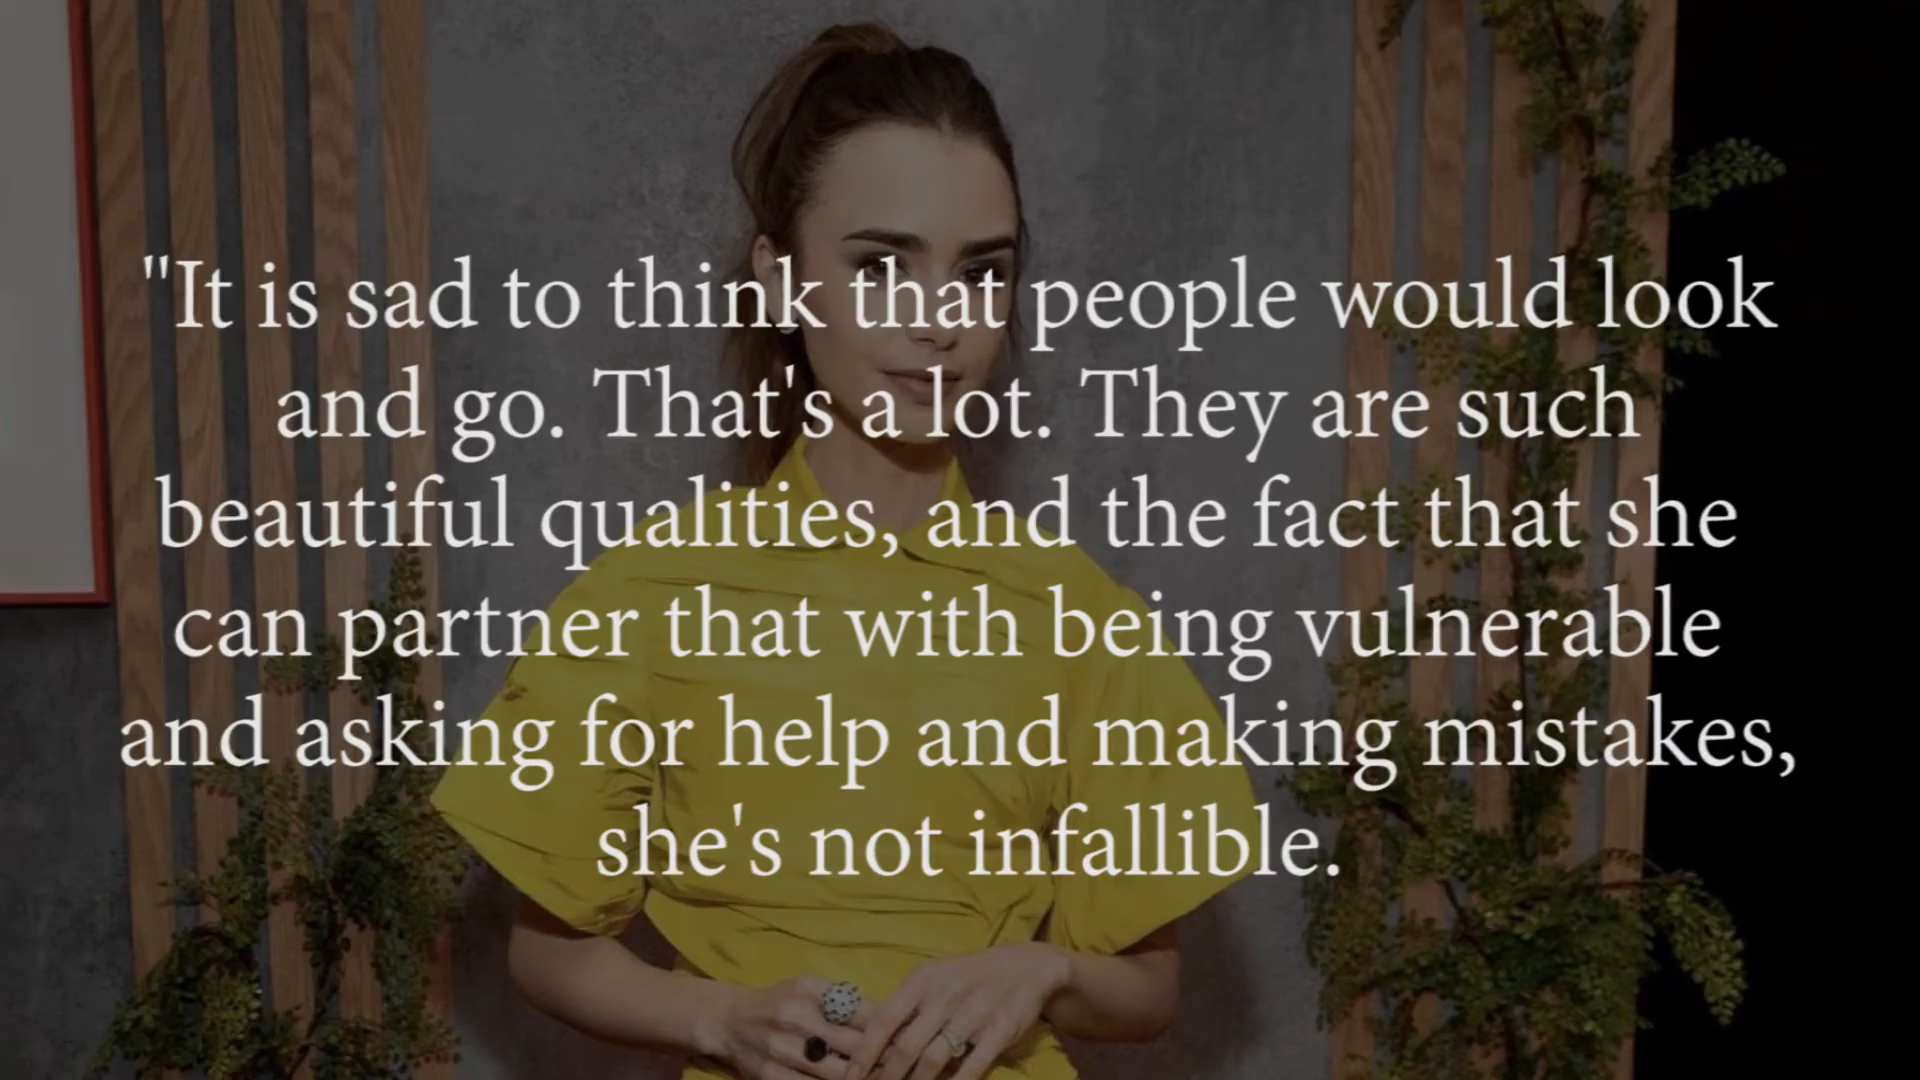 "It is sad to think that people would look
and go. That's a lot. They are such
beautiful qualities, and the fact that she
can partner that with being vulnerable
and asking for help and making mistakes,
she's not infallible.